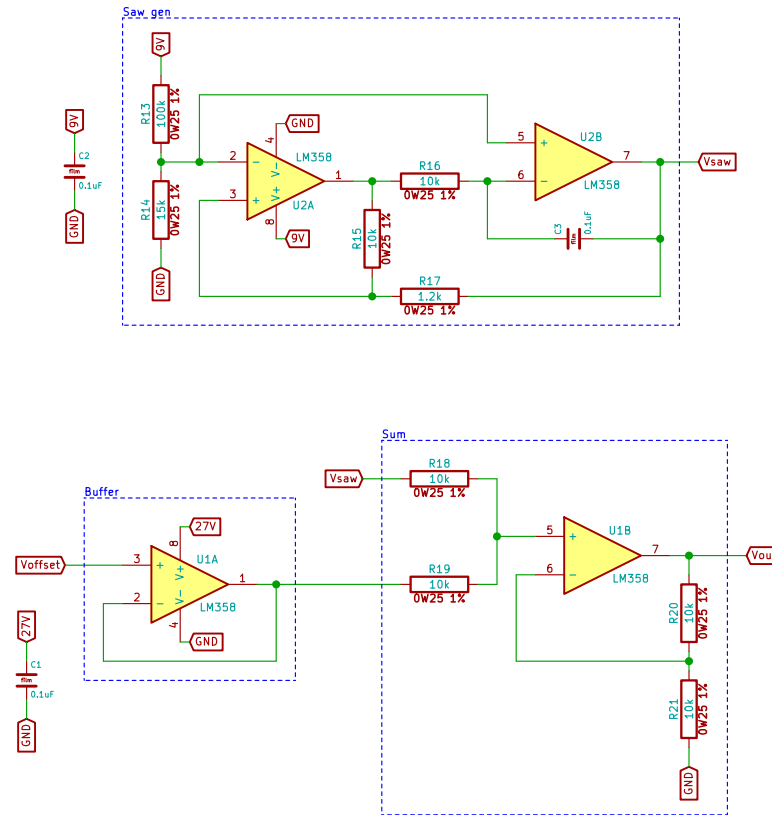 Saw gen
9V
R13
100k
0W25 1%
9V
C2
film
0.1uF
GND
R14
15k
0W25 1%
GND
GND
4
V-
LM358
2
−
3
+
1
V+
8
U2A
9V
R16
10k
0W25 1%
R15
10k
0W25 1%
R17
1.2k
0W25 1%
5
+
6
−
U2B
7
LM358
Vsaw
C3
film
0.1uF
Sum
Vsaw
R18
10k
0W25 1%
Buffer
27V
8
V+
U1A
Voffset
3
+
2
−
1
LM358
V-
4
GND
27V
C1
film
0.1uF
GND
R19
10k
0W25 1%
5
+
6
−
U1B
7
LM358
Vou
R20
10k
0W25 1%
R21
10k
0W25 1%
GND